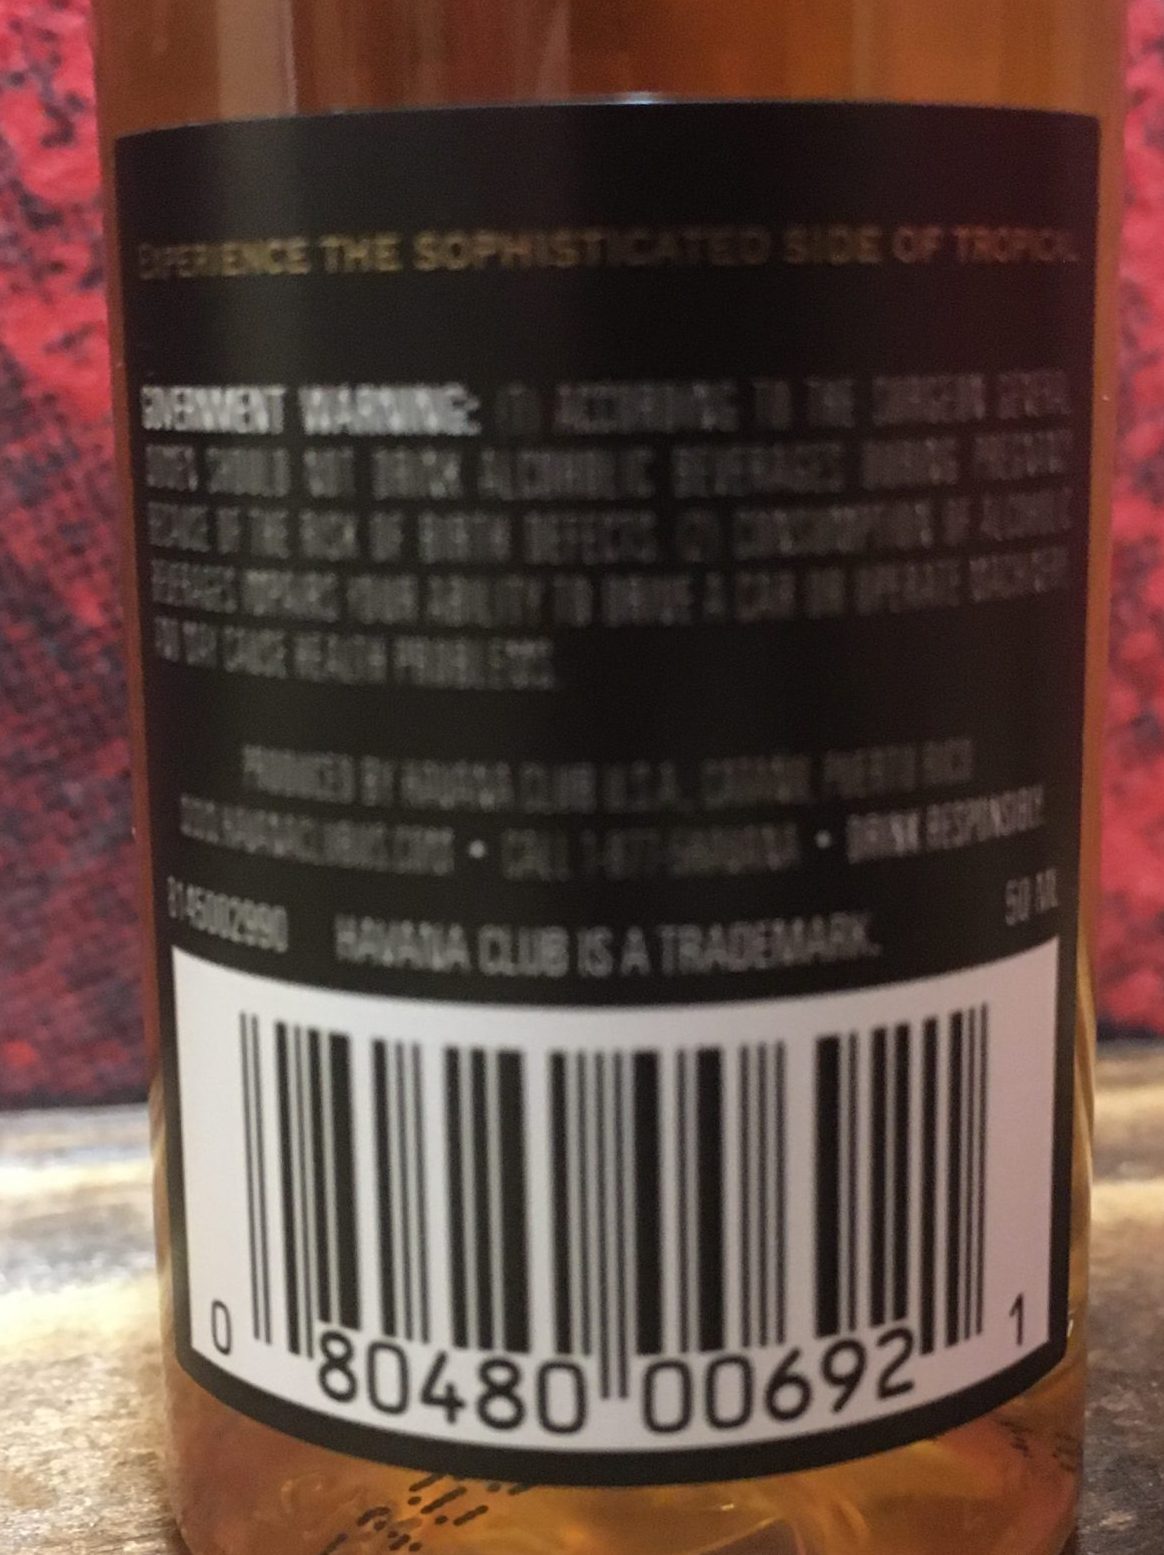 EXPERIENCE THE SOPHISTICATED SIDE OF TROPICAL
GOVERNMENT WARNING: (1) ACCORDING TO THE SURGEON GENERAL,
SHOULD NOT DRINK ALCOHOLIC BEVERAGES DURING PREGNANCY
BECAUSE OF THE RISK OF BIRTH DEFECTS. (2) CONSUMPTION OF ALCOHOLIC
BEVERAGES IMPAIRS YOUR ABILITY TO DRIVE A CAR OR OPERATE MACHINERY
MAY CAUSE HEALTH PROBLEMS.
PRODUCED BY HAVANA CLUB U.S.A., CATAÑO, PUERTO RICO
• CALL 1-877- • DRINK RESPONSIBLY.
8145002990 HAVANA CLUB IS A TRADEMARK. 50 ML
0 80480 00692 1